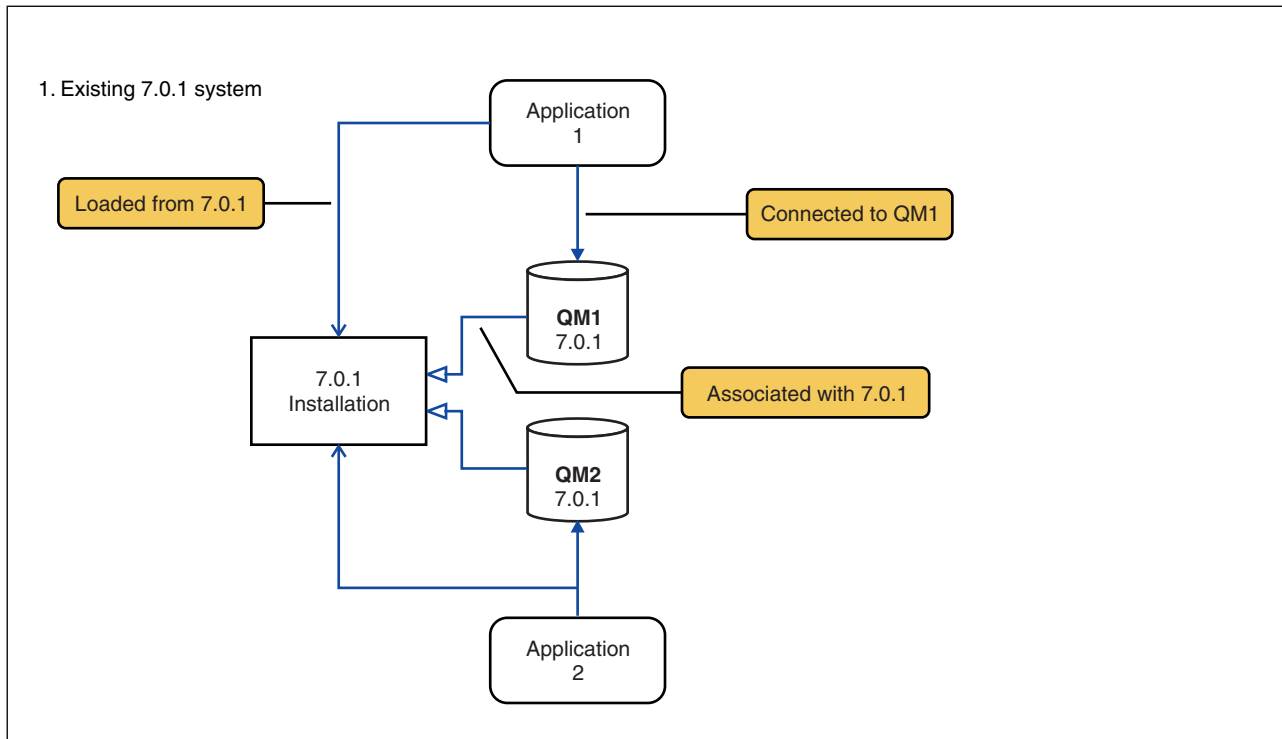 1. Existing 7.0.1 system
Application
1
Loaded from 7.0.1
Connected to QM1
QM1
7.0.1
7.0.1
Installation
Associated with 7.0.1
QM2
7.0.1
Application
2